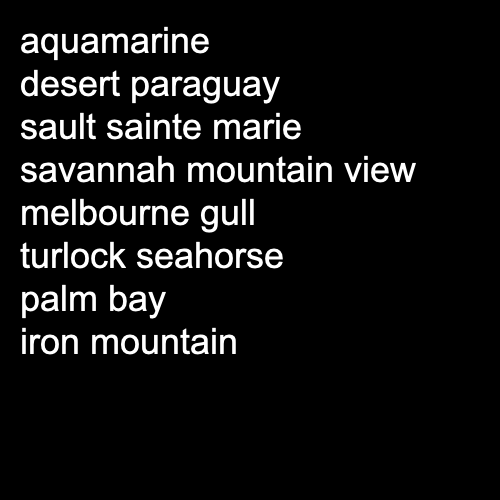 aquamarine
desert paraguay
sault sainte marie
savannah mountain view
melbourne gull
turlock seahorse
palm bay
iron mountain